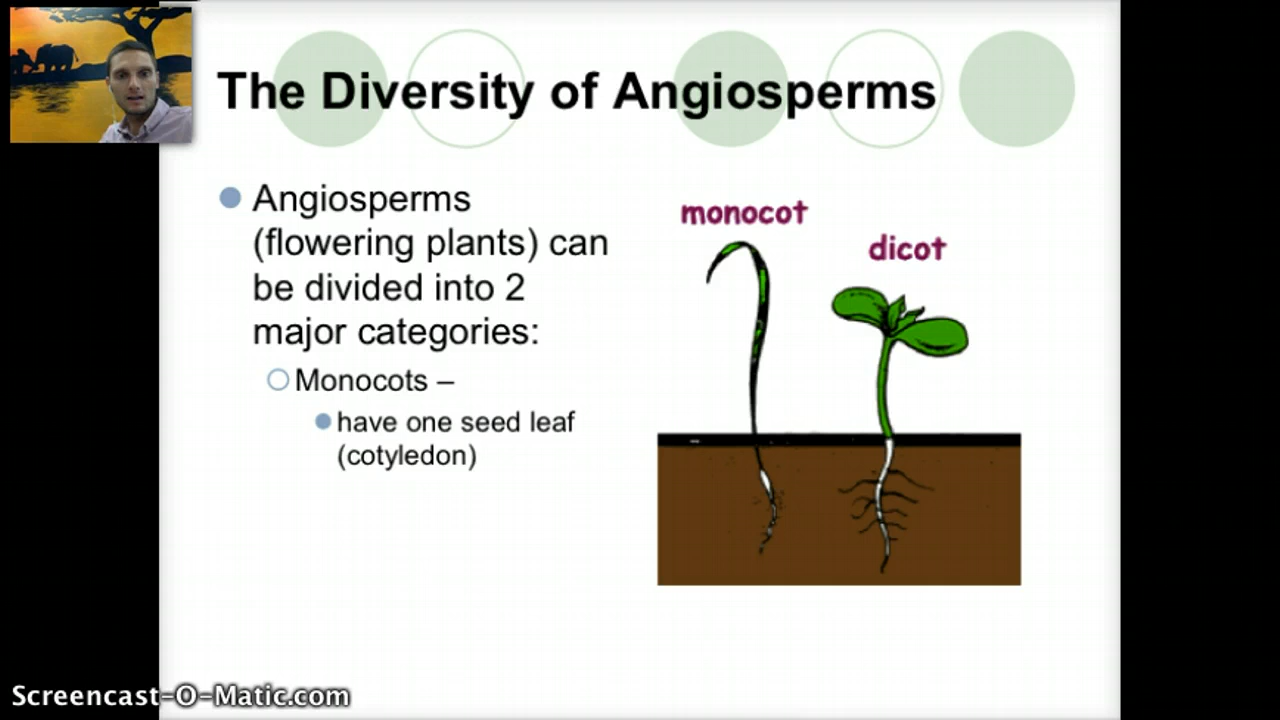 The Diversity of Angiosperms
Angiosperms
(flowering plants) can
be divided into 2
major categories:
Monocots –
have one seed leaf
(cotyledon)
monocot
dicot
Screencast-O-Matic.com